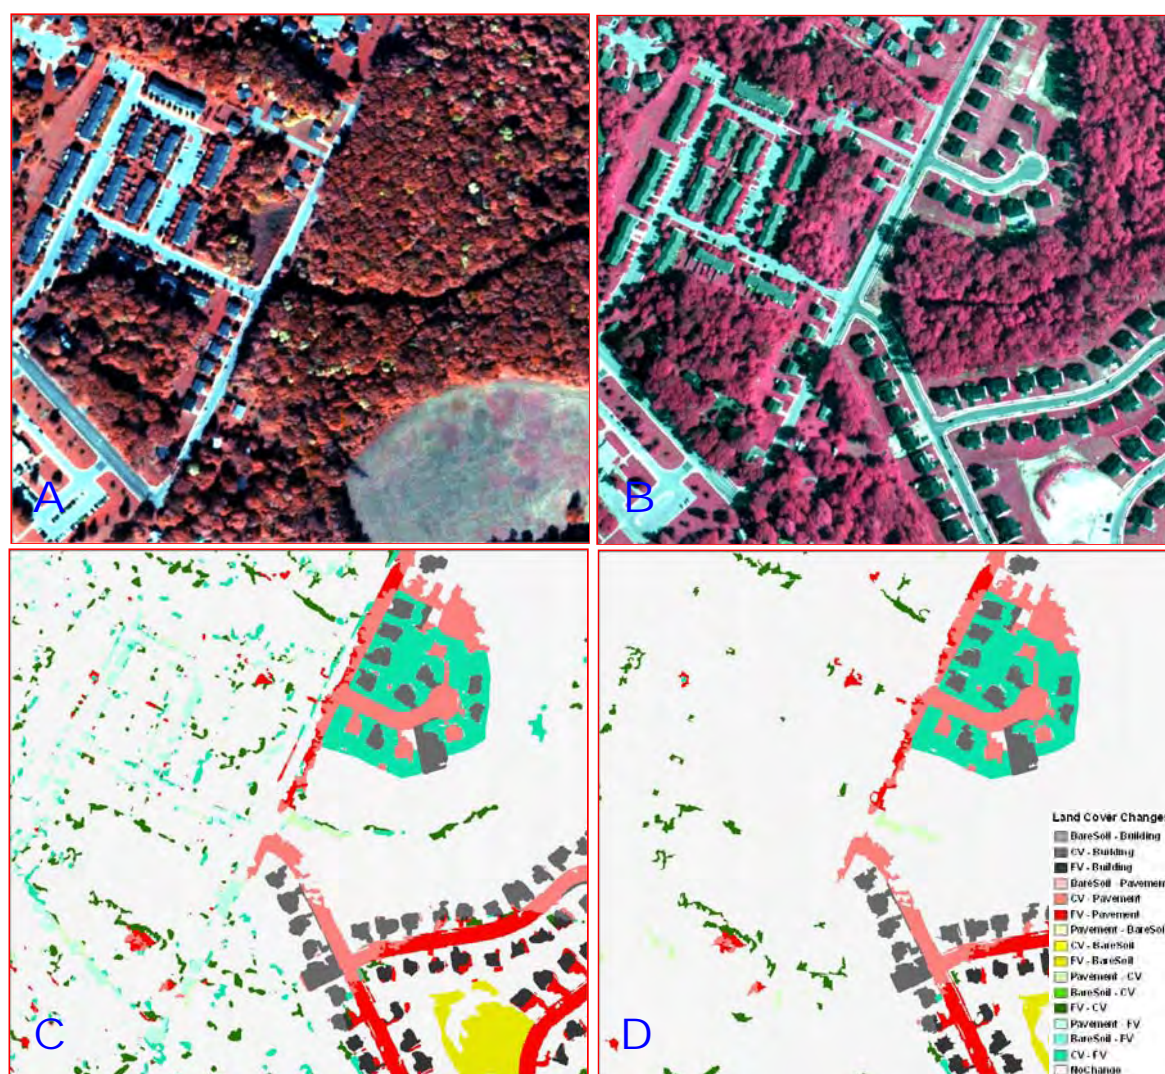 A
B
C
D
Land Cover Changes
BareSoil - Building
CV - Building
FV - Building
BareSoil - Pavement
CV - Pavement
FV - Pavement
Pavement - BareSoil
CV - BareSoil
FV - BareSoil
Pavement - CV
BareSoil - CV
FV - CV
Pavement - FV
BareSoil - FV
CV - FV
NoChange